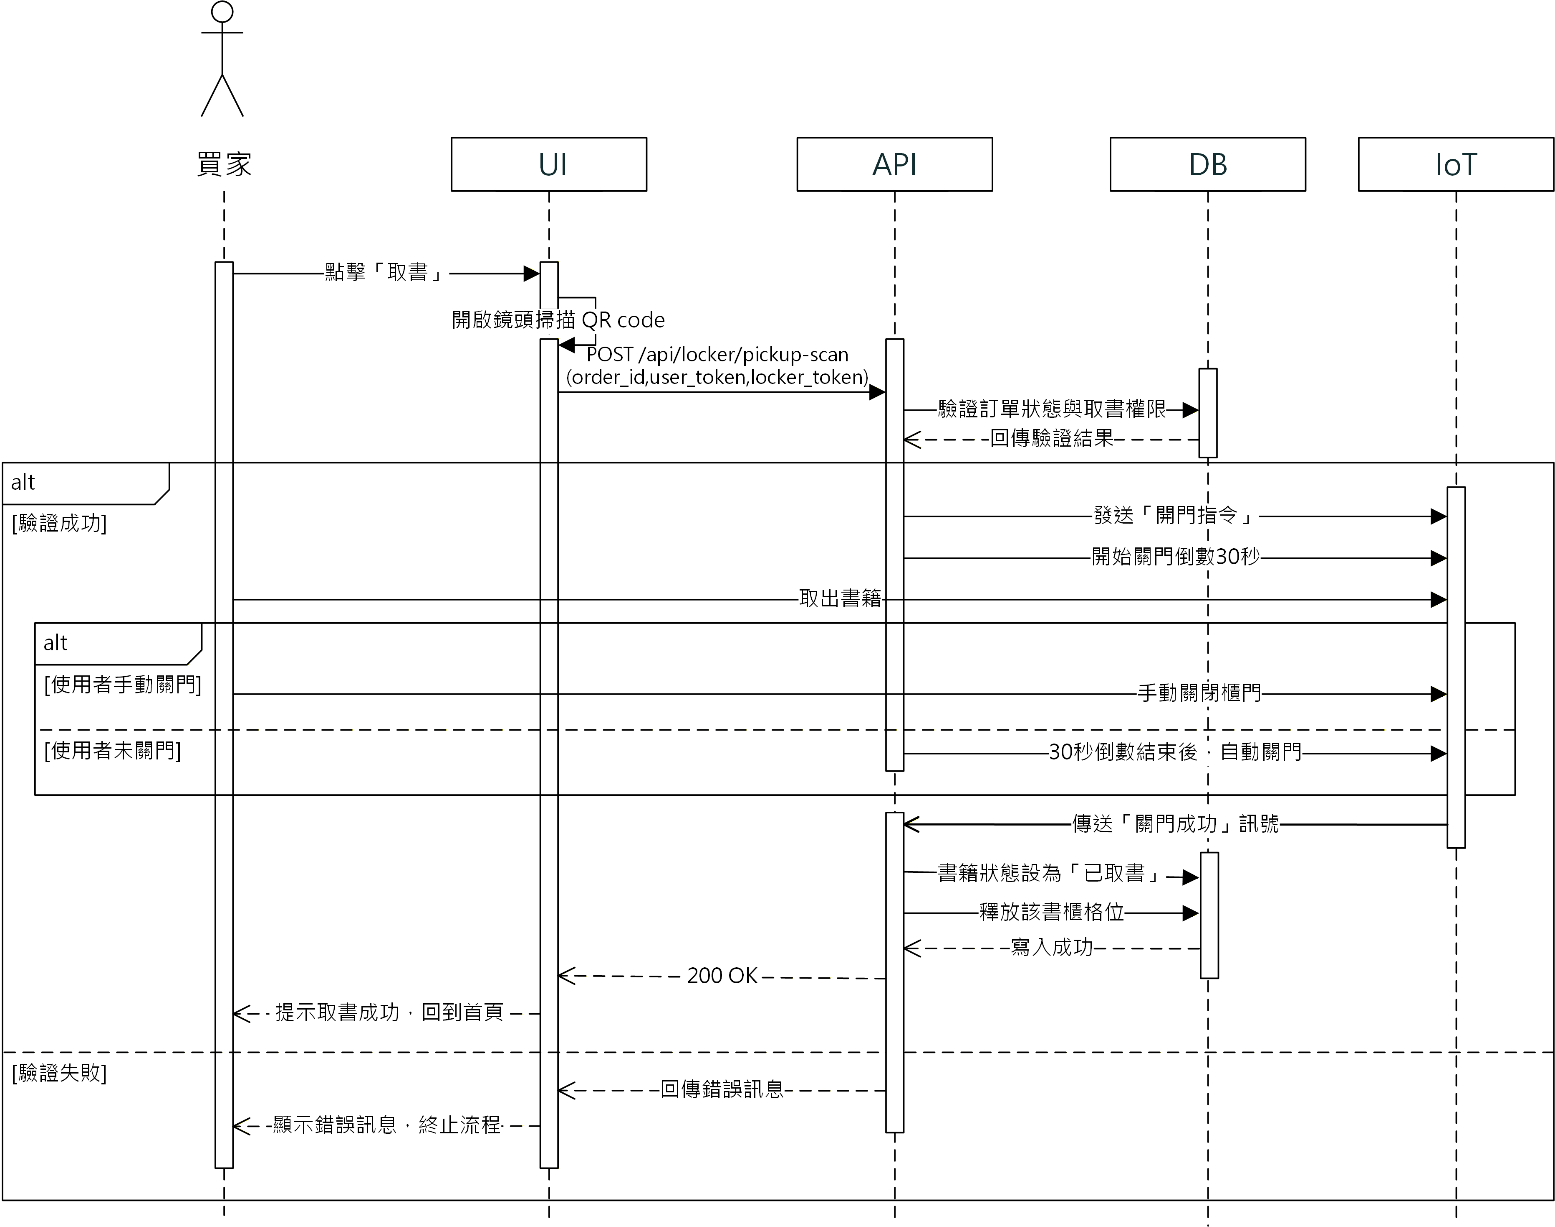 買家
UI
API
DB
IoT
點擊「取書」
開啟鏡頭掃描 QR code
POST /api/locker/pickup-scan
(order_id,user_token,locker_token)
驗證訂單狀態與取書權限
回傳驗證結果
alt
[驗證成功]
發送「開門指令」
開始關門倒數30秒
取出書籍
alt
[使用者手動關門]
手動關閉櫃門
[使用者未關門]
30秒倒數結束後，自動關門
傳送「關門成功」訊號
書籍狀態設為「已取書」
釋放該書櫃格位
寫入成功
200 OK
提示取書成功，回到首頁
[驗證失敗]
回傳錯誤訊息
顯示錯誤訊息，終止流程